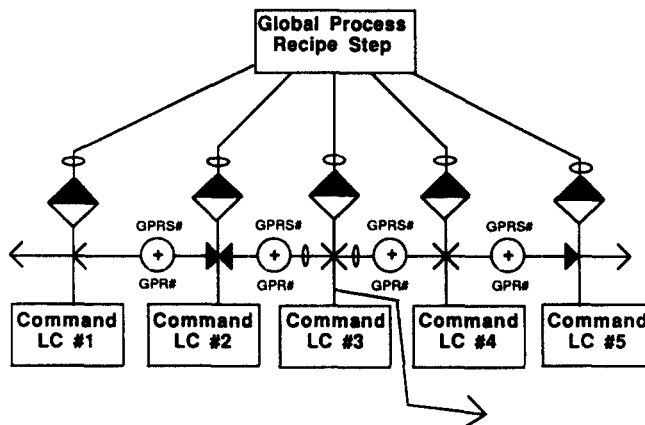 Global Process
Recipe Step
GPRS# GPRS# GPRS# GPRS#
+ + + +
GPR# GPR# GPR# GPR#
Command Command Command Command Command
LC #1 LC #2 LC #3 LC #4 LC #5